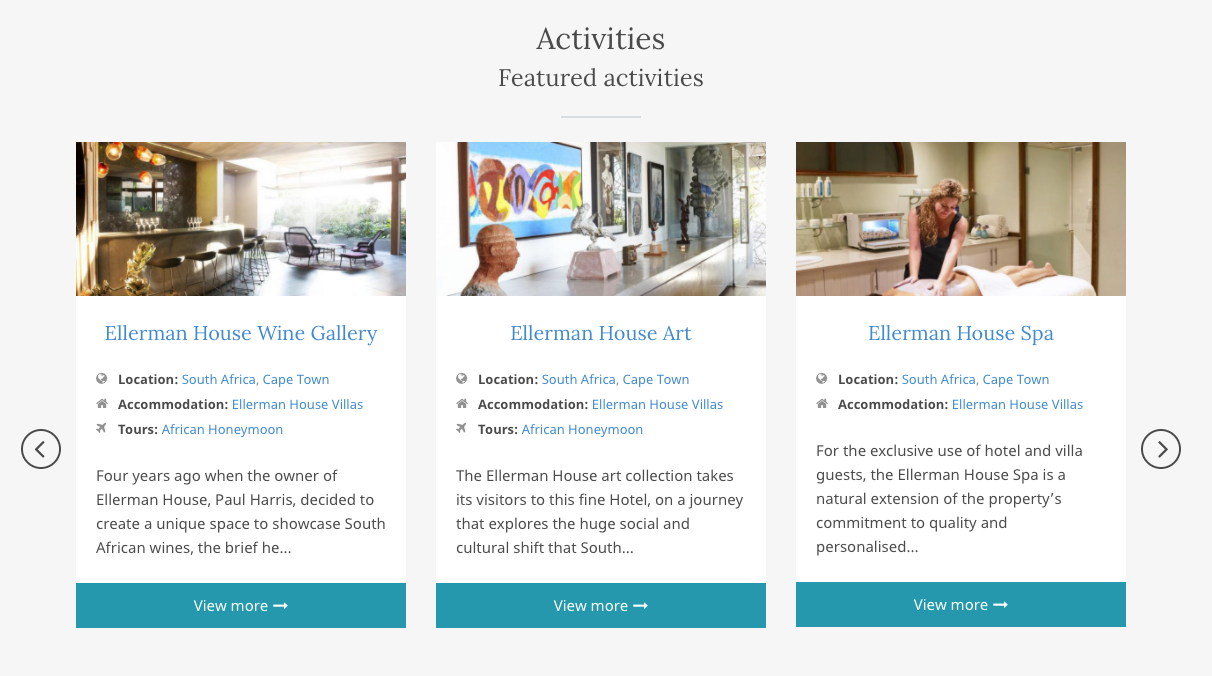 Activities
Featured activities
Ellerman House Wine Gallery
Location: South Africa, Cape Town
Accommodation: Ellerman House Villas
Tours: African Honeymoon
Four years ago when the owner of
Ellerman House, Paul Harris, decided to
create a unique space to showcase South
African wines, the brief he...
View more
Ellerman House Art
Location: South Africa, Cape Town
Accommodation: Ellerman House Villas
Tours: African Honeymoon
The Ellerman House art collection takes
its visitors to this fine Hotel, on a journey
that explores the huge social and
cultural shift that South...
View more
Ellerman House Spa
Location: South Africa, Cape Town
Accommodation: Ellerman House Villas
For the exclusive use of hotel and villa
guests, the Ellerman House Spa is a
natural extension of the property’s
commitment to quality and
personalised...
View more